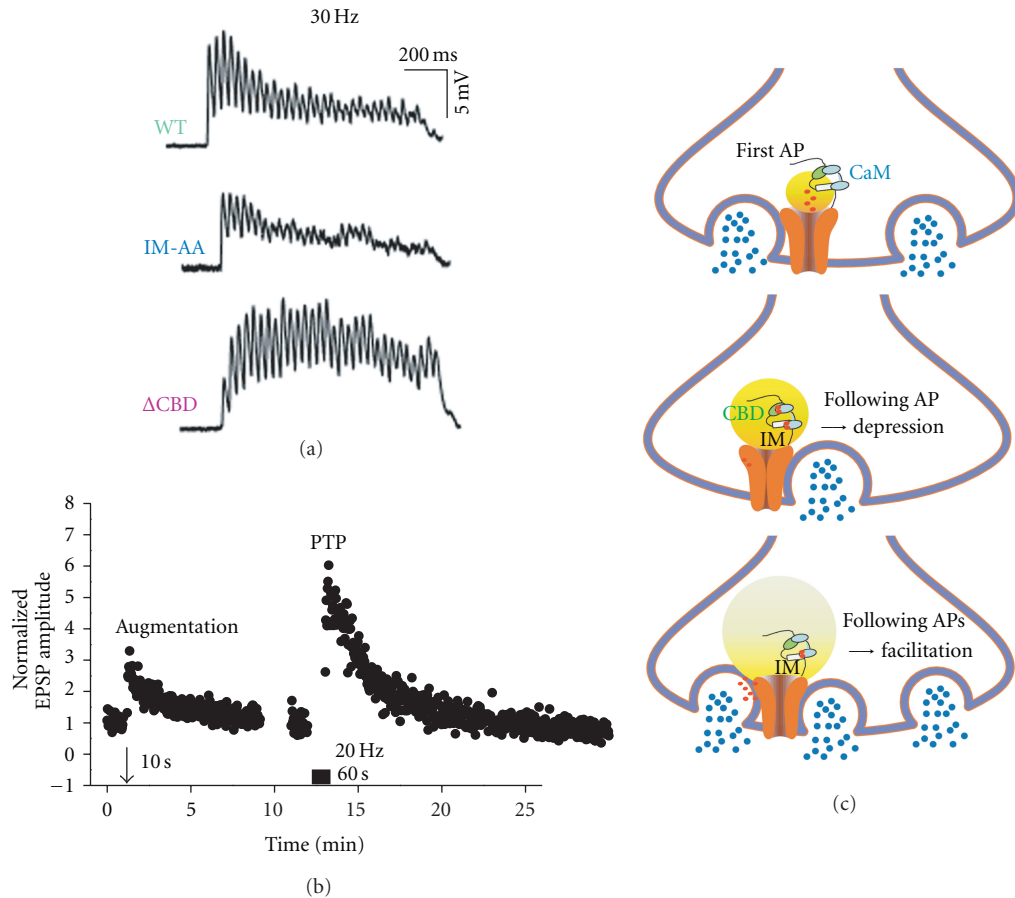 30 Hz
200 ms
5 mV
WT
IM-AA
ΔCBD
(a)
8
7
6
5
4
3
2
1
0
−1
Normalized
EPSP amplitude
Augmentation
PTP
10 s
20 Hz
60 s
0
5
10
15
20
25
Time (min)
(b)
First AP
CaM
CBD
IM
Following AP
→ depression
IM
Following APs
→ facilitation
(c)